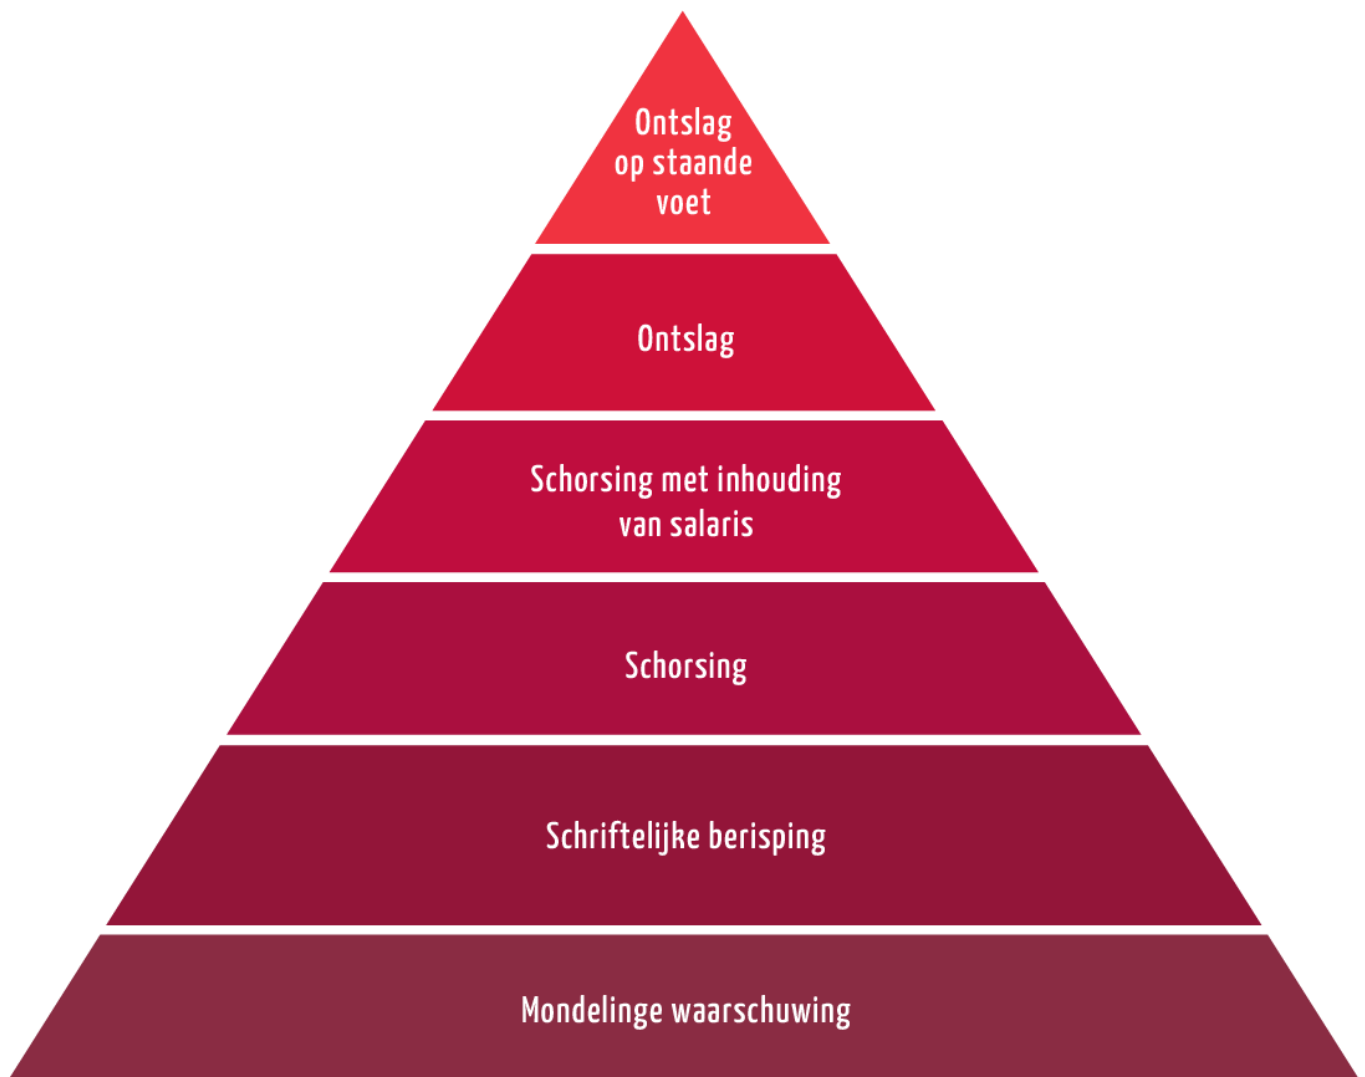 Ontslag
op staande
voet
Ontslag
Schorsing met inhouding
van salaris
Schorsing
Schriftelijke berisping
Mondelinge waarschuwing